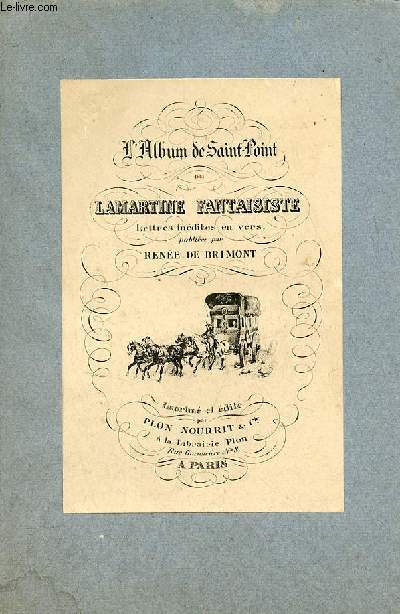 Le-livre.com
L'Album de Saint-Point
ou
LAMARTINE FANTAISISTE
Lettres inédites en vers
publiées par
RENÉE DE BRIMONT
Imprimé et édité
par
PLON NOURRIT & Cie
à la Librairie Plon
Rue Garancière No 8
A PARIS